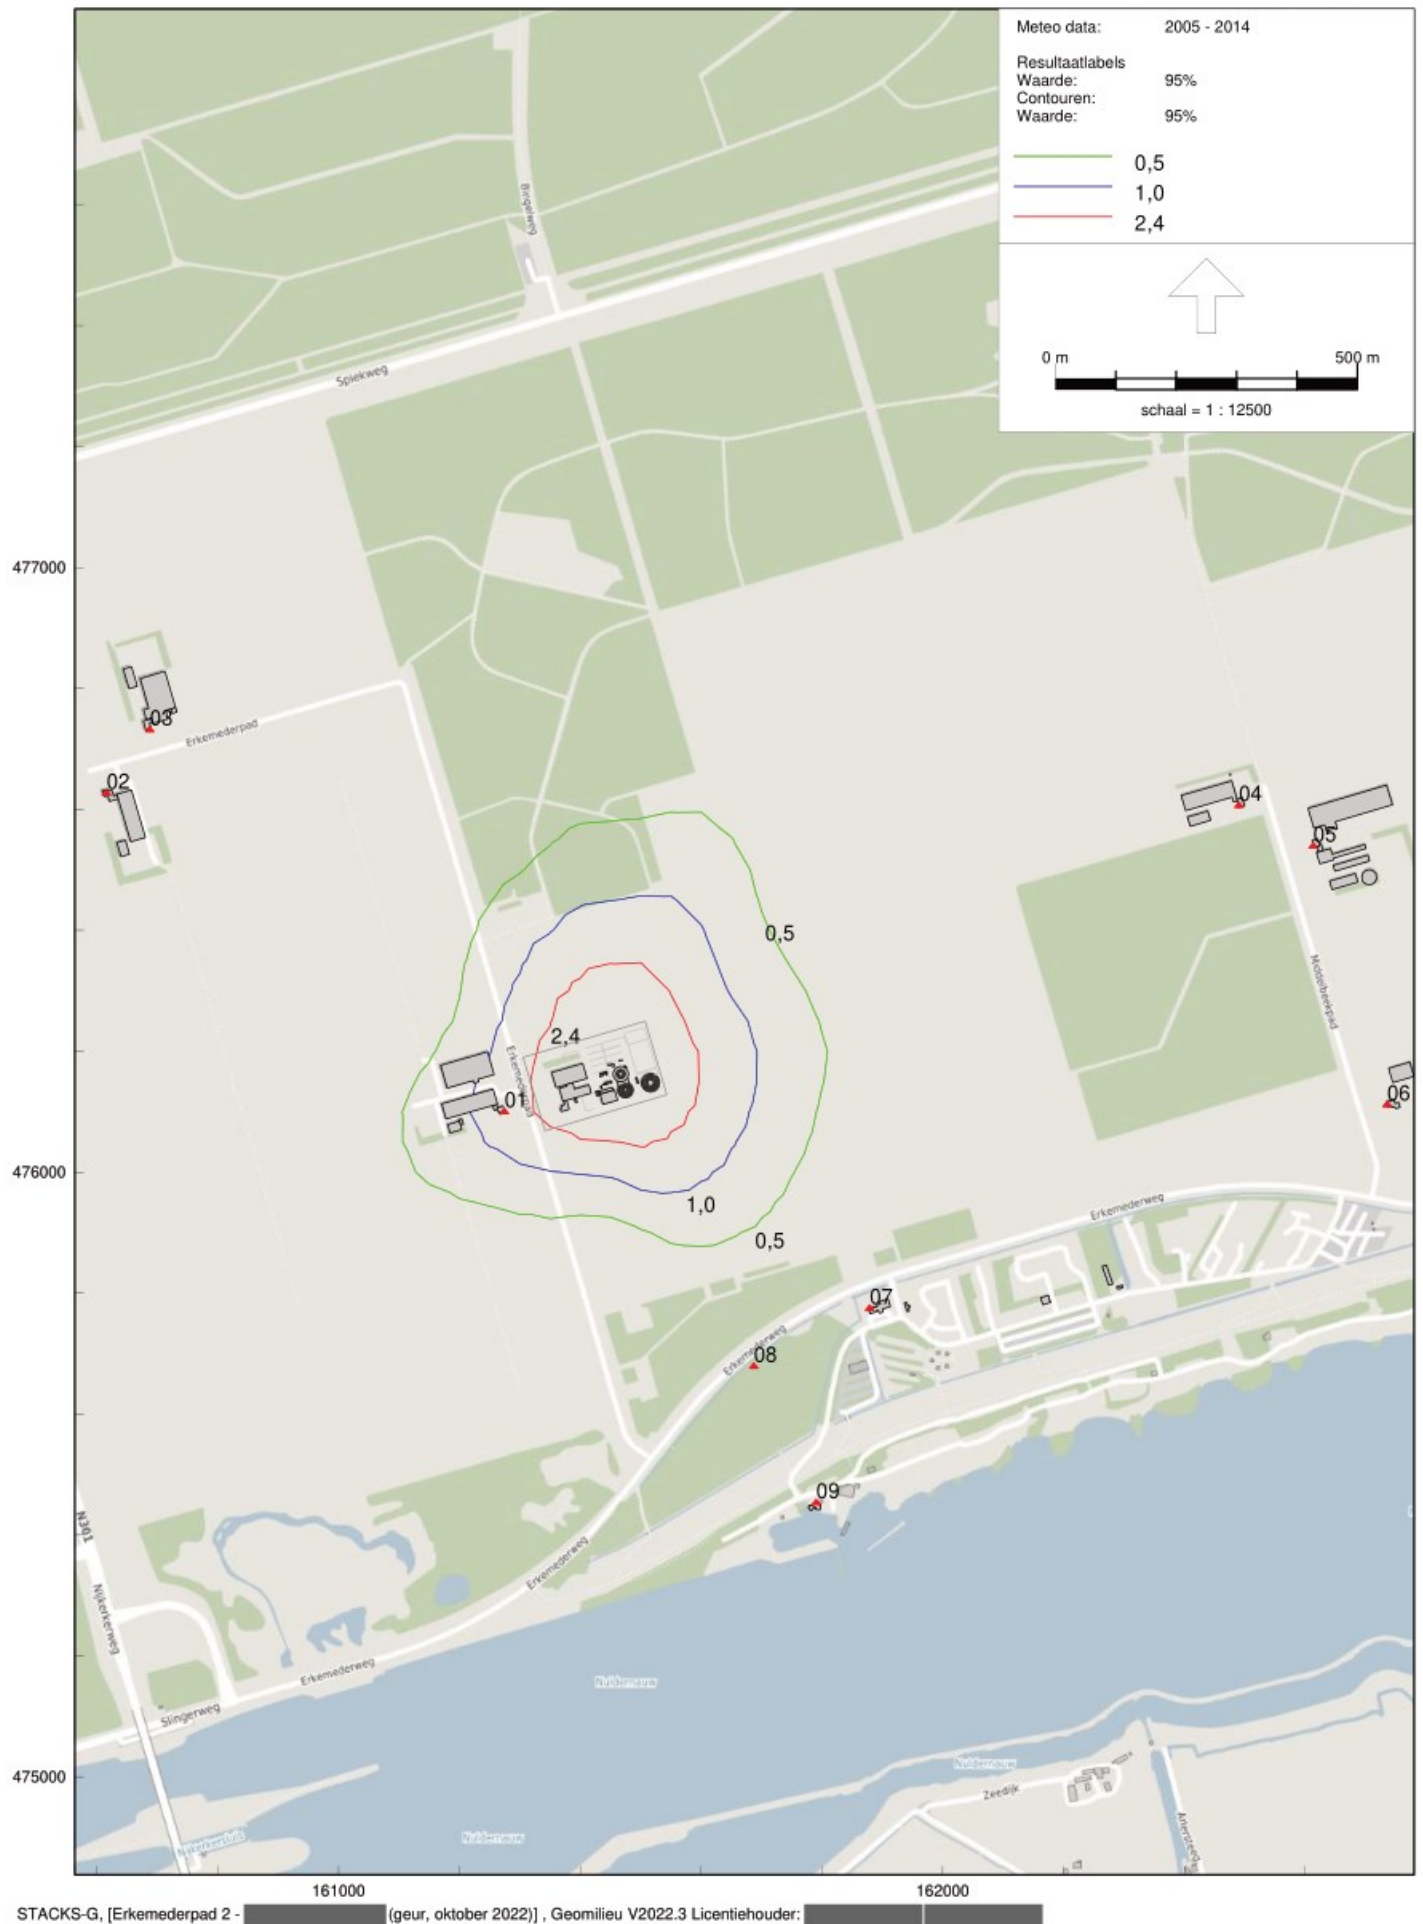 Meteo data: 2005 - 2014
Resultaatlabels
Waarde: 95%
Contouren:
Waarde: 95%
0,5
1,0
2,4
0 m 500 m
schaal = 1 : 12500
Bingelweg
Spiekweg
477000
03
Erkemederpad
02
04
05
0,5
Middelbeekpad
2,4
Erkemederpad
01
06
476000
1,0
Erkemederweg
0,5
07
Erkemederweg
08
09
N301
Erkemederweg
Nijkerkerweg
Erkemederweg
Nuldernauw
Slingerweg
475000
Nuldernauw
Zeedijk
Nuldernauw
Nijkerkersluis
161000 162000
STACKS-G, [Erkemederpad 2 - (geur, oktober 2022)] , Geomilieu V2022.3 Licentiehouder: